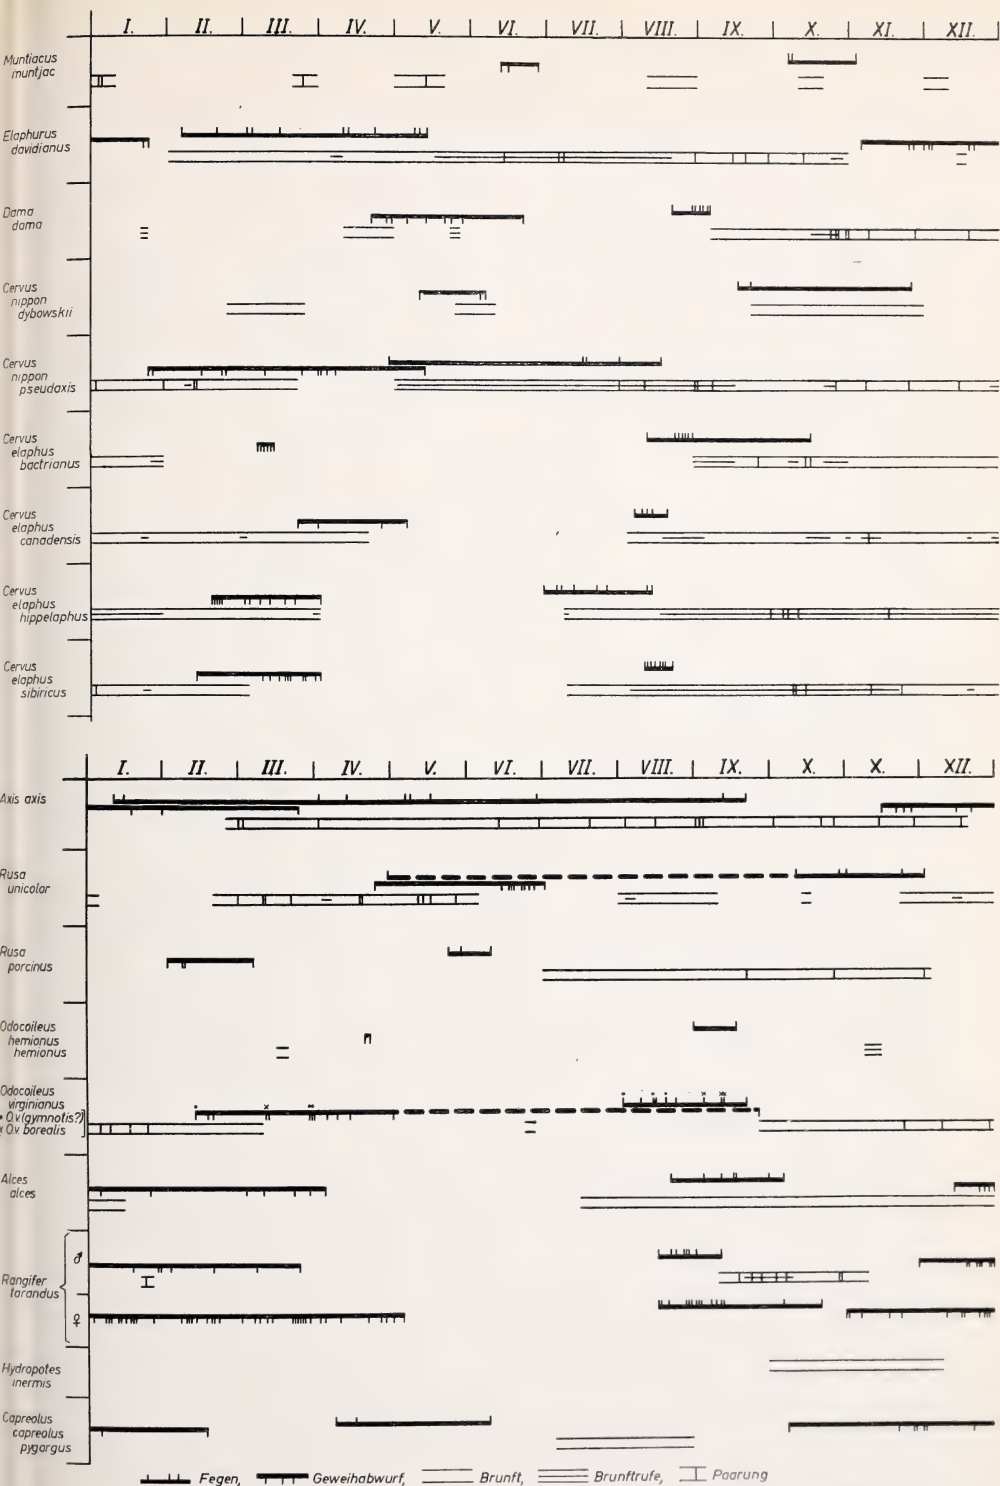 I. II. III. IV. V. VI. VII. VIII. IX. X. XI. XII.
Muntiacus
muntjac
Elaphurus
davidianus
Dama
dama
Cervus
nippon
dybowskii
Cervus
nippon
pseudaxis
Cervus
elaphus
bactrianus
Cervus
elaphus
canadensis
Cervus
elaphus
hippelaphus
Cervus
elaphus
sibiricus
I. II. III. IV. V. VI. VII. VIII. IX. X. X. XII.
Axis axis
Rusa
unicolor
Rusa
porcinus
Odocoileus
hemionus
hemionus
Odocoileus
virginianus
• O.v.(gymnotis?)
x O.v. borealis
Alces
alces
♂
Rangifer
tarandus
♀
Hydropotes
inermis
Capreolus
capreolus
pygargus
Fegen, Geweihabwurf, Brunft, Brunftrufe, Paarung